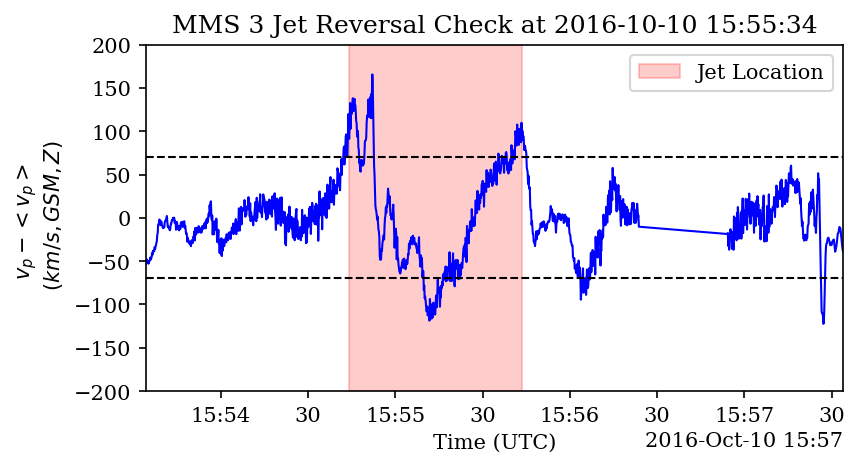 MMS 3 Jet Reversal Check at 2016-10-10 15:55:34
200
150
100
50
0
−50
−100
−150
−200
v_p − < v_p >
(km/s, GSM, Z)
Jet Location
15:54 30 15:55 30 15:56 30 15:57 30
Time (UTC)
2016-Oct-10 15:57